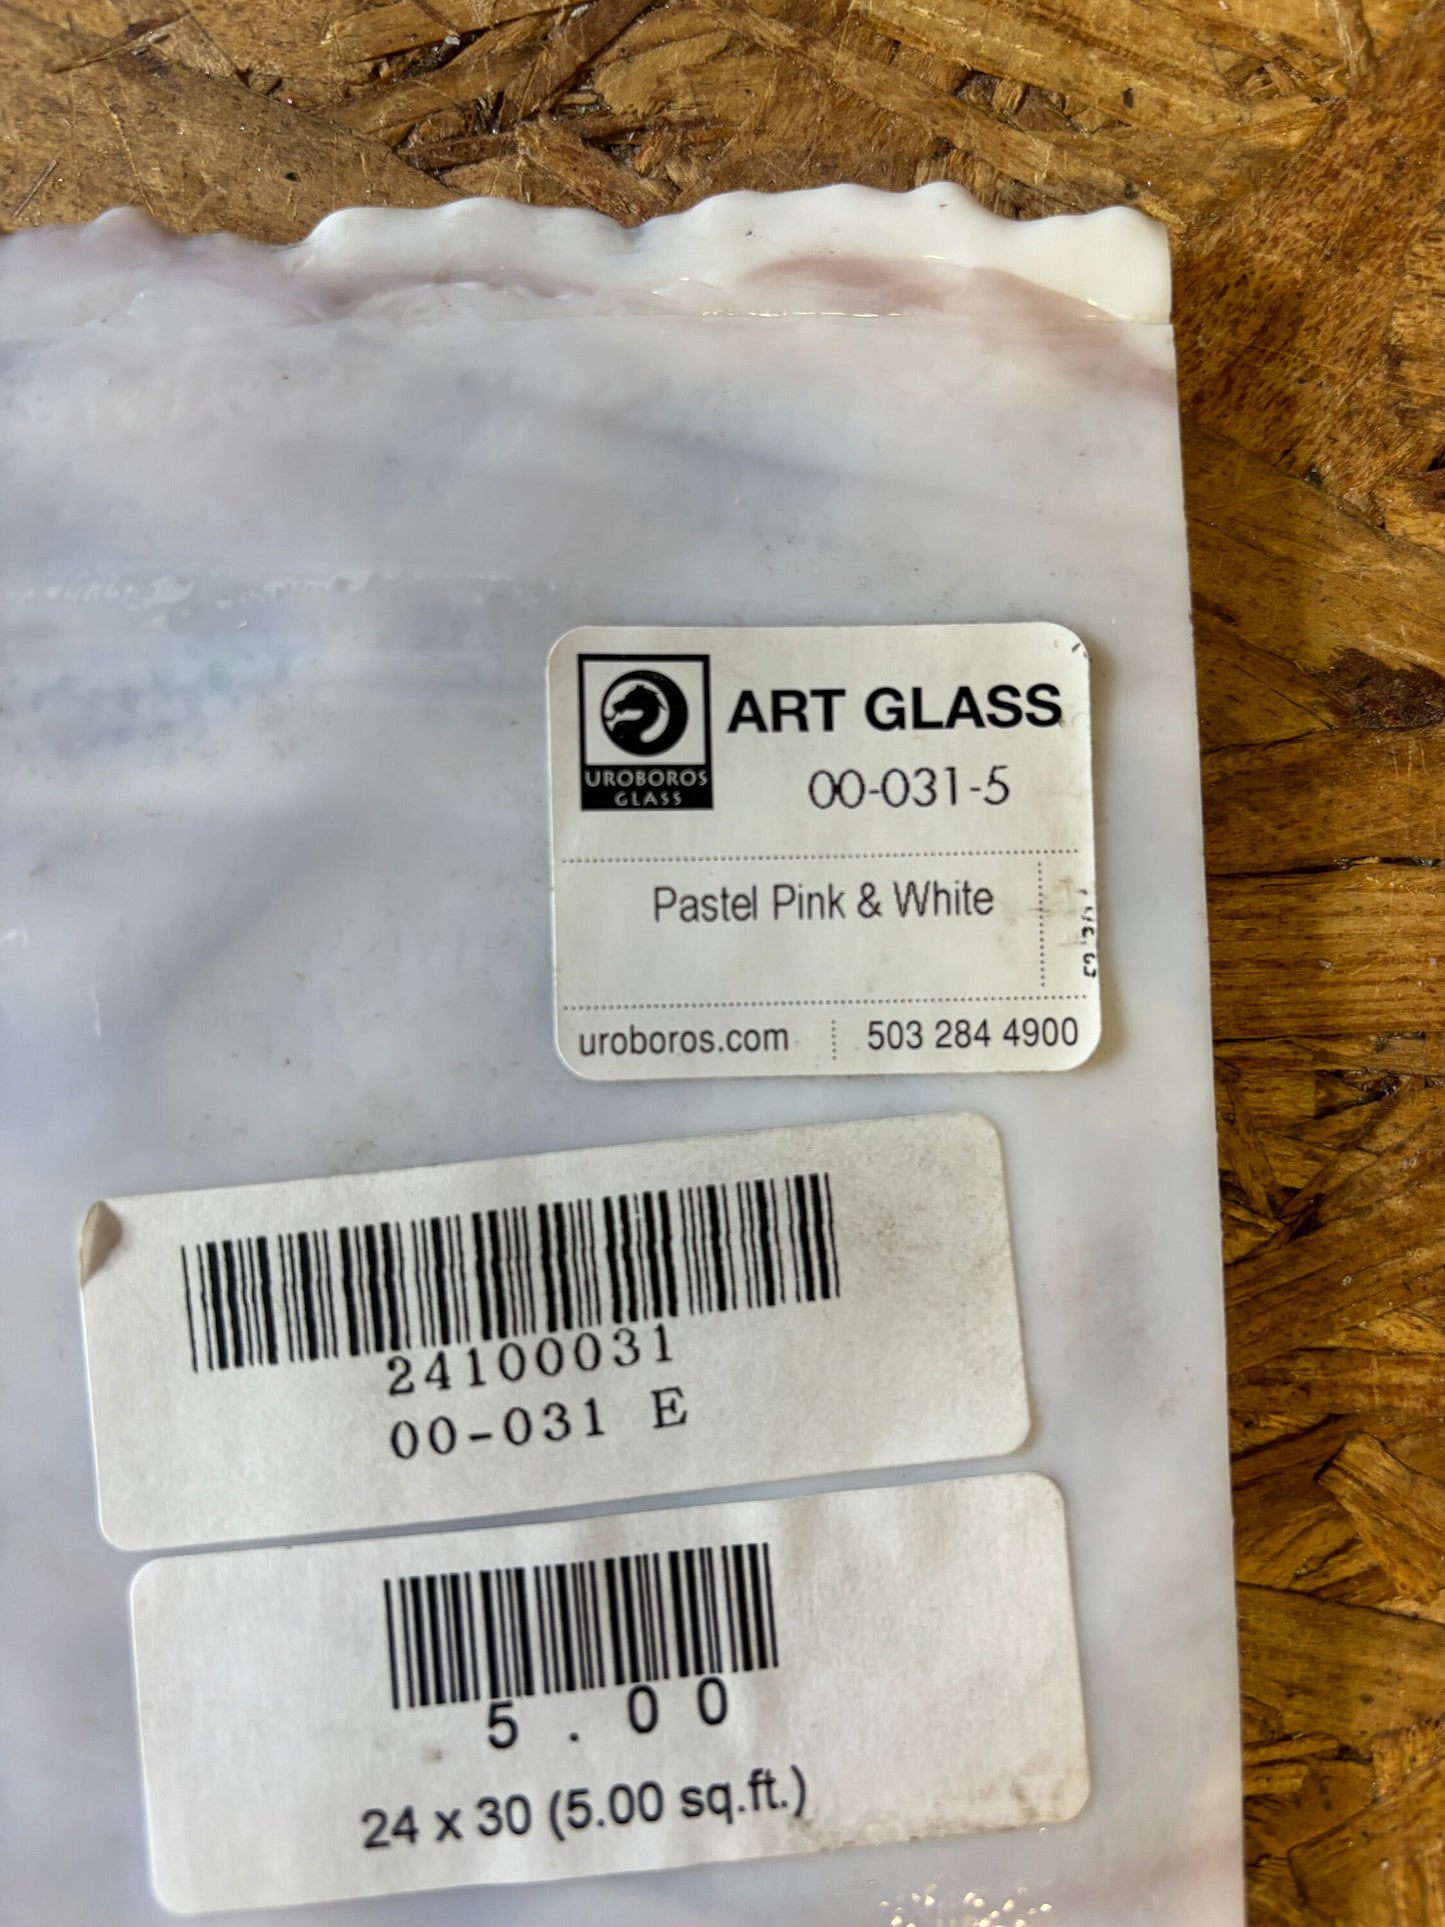 ART GLASS
UROBOROS
GLASS
00-031-5
Pastel Pink & White
uroboros.com
503 284 4900
24100031
00-031 E
5.00
24 x 30 (5.00 sq.ft.)